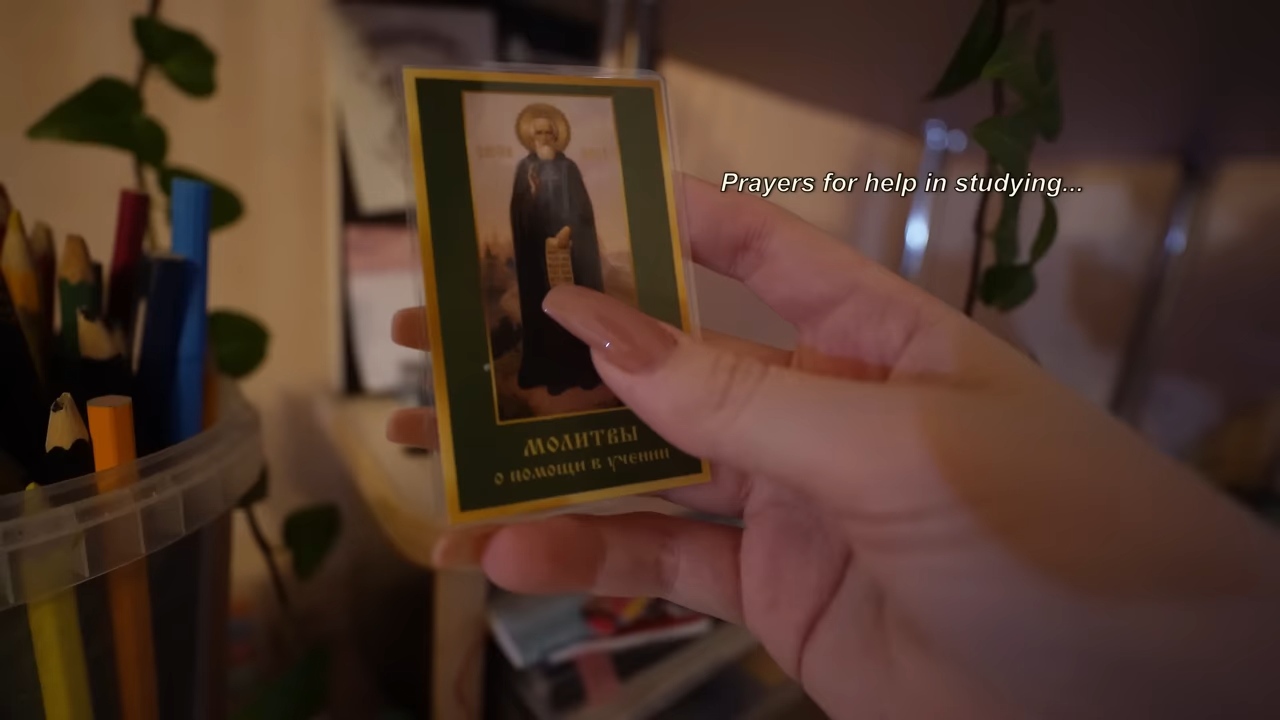 Prayers for help in studying...
МОЛИТВЫ
О ПОМОЩИ В УЧЕНИИ